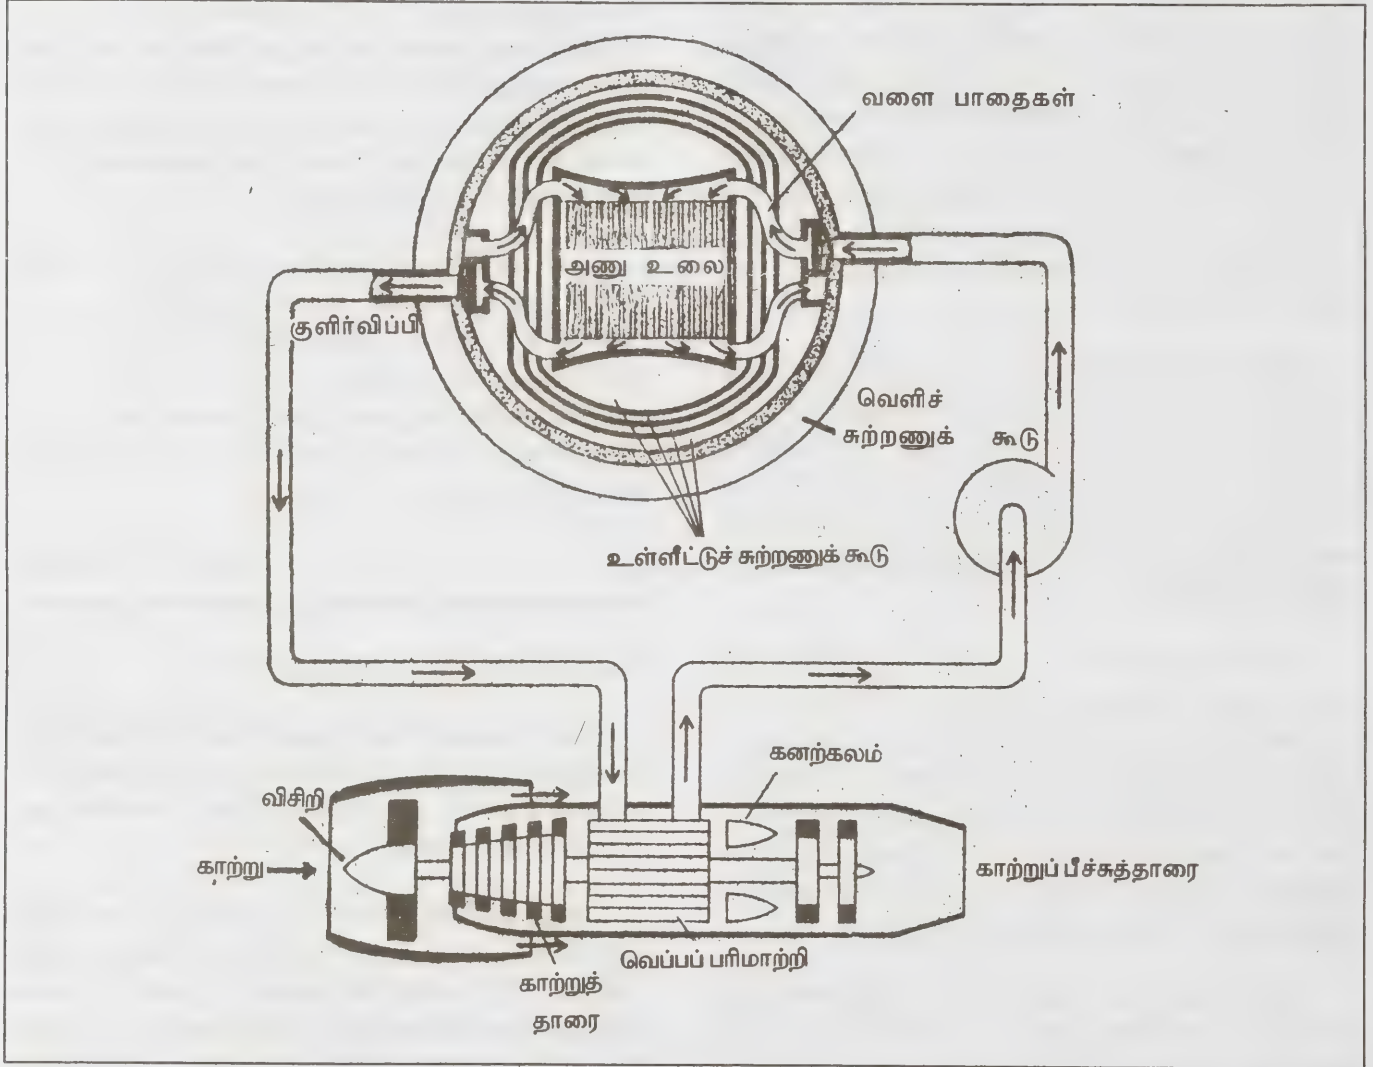 வளை பாதைகள்
அணு உலை
குளிர்விப்பி
வெளிச்
சுற்றணுக் கூடு
உள்ளீட்டுச் சுற்றணுக் கூடு
கனற்கலம்
விசிறி
காற்று
காற்றுப் பீச்சுத்தாரை
வெப்பப் பரிமாற்றி
காற்றுத்
தாரை